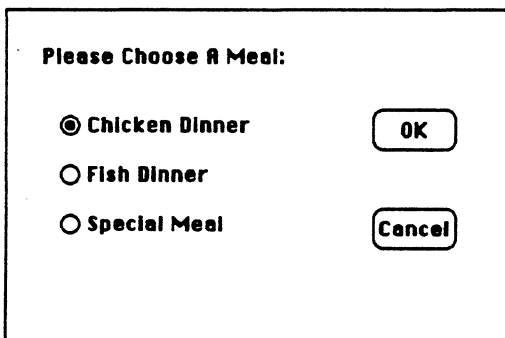 Please Choose A Meal:
Chicken Dinner
OK
Fish Dinner
Special Meal
Cancel